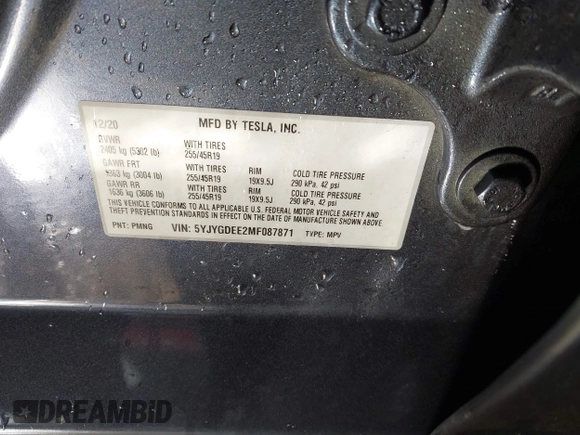 12/20 MFD BY TESLA, INC.
GVWR WITH TIRES
2405 kg (5302 lb) 255/45R19
GAWR FRT WITH TIRES RIM COLD TIRE PRESSURE
1363 kg (3004 lb) 255/45R19 19X9.5J 290 kPa, 42 psi
GAWR RR WITH TIRES RIM COLD TIRE PRESSURE
1636 kg (3606 lb) 255/45R19 19X9.5J 290 kPa, 42 psi
THIS VEHICLE CONFORMS TO ALL APPLICABLE U.S. FEDERAL MOTOR VEHICLE SAFETY AND
THEFT PREVENTION STANDARDS IN EFFECT ON THE DATE OF MANUFACTURE SHOWN ABOVE.
PNT: PMNG VIN: 5YJYGDEE2MF087871 TYPE: MPV
DREAMBID